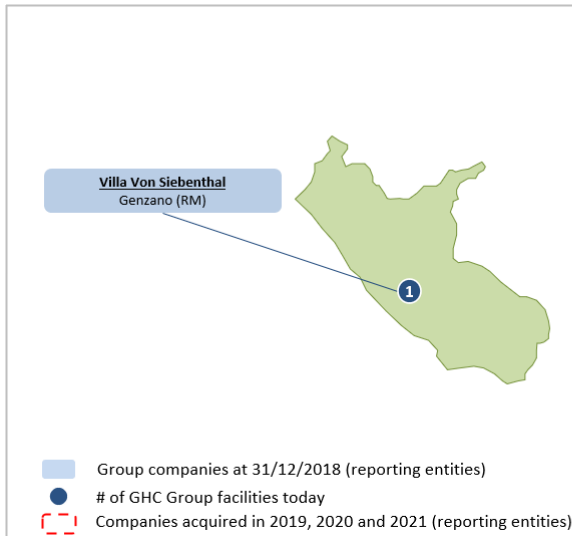 Villa Von Siebenthal
Genzano (RM)
1
Group companies at 31/12/2018 (reporting entities)
# of GHC Group facilities today
Companies acquired in 2019, 2020 and 2021 (reporting entities)